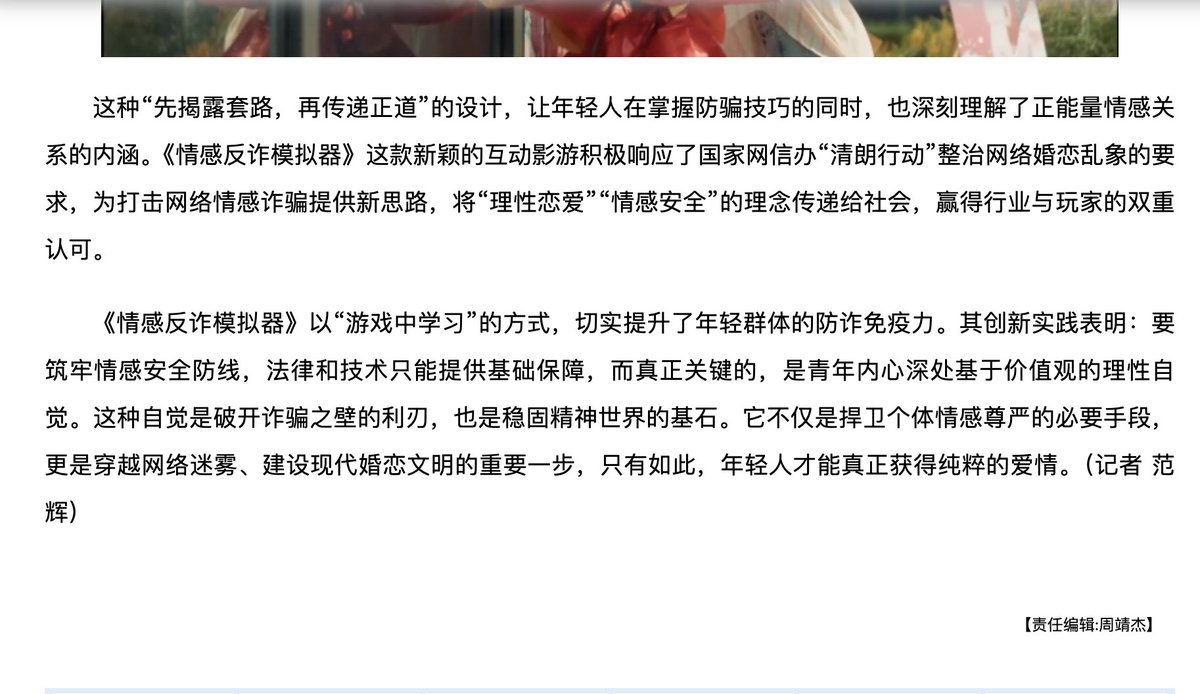 这种“先揭露套路，再传递正道”的设计，让年轻人在掌握防骗技巧的同时，也深刻理解了正能量情感关
系的内涵。《情感反诈模拟器》这款新颖的互动影游积极响应了国家网信办“清朗行动”整治网络婚恋乱象的要
求，为打击网络情感诈骗提供新思路，将“理性恋爱”“情感安全”的理念传递给社会，赢得行业与玩家的双重
认可。
《情感反诈模拟器》以“游戏中学习”的方式，切实提升了年轻群体的防诈免疫力。其创新实践表明：要
筑牢情感安全防线，法律和技术只能提供基础保障，而真正关键的，是青年内心深处基于价值观的理性自
觉。这种自觉是破开诈骗之壁的利刃，也是稳固精神世界的基石。它不仅是捍卫个体情感尊严的必要手段，
更是穿越网络迷雾、建设现代婚恋文明的重要一步，只有如此，年轻人才能真正获得纯粹的爱情。（记者 范
辉）
【责任编辑:周靖杰】